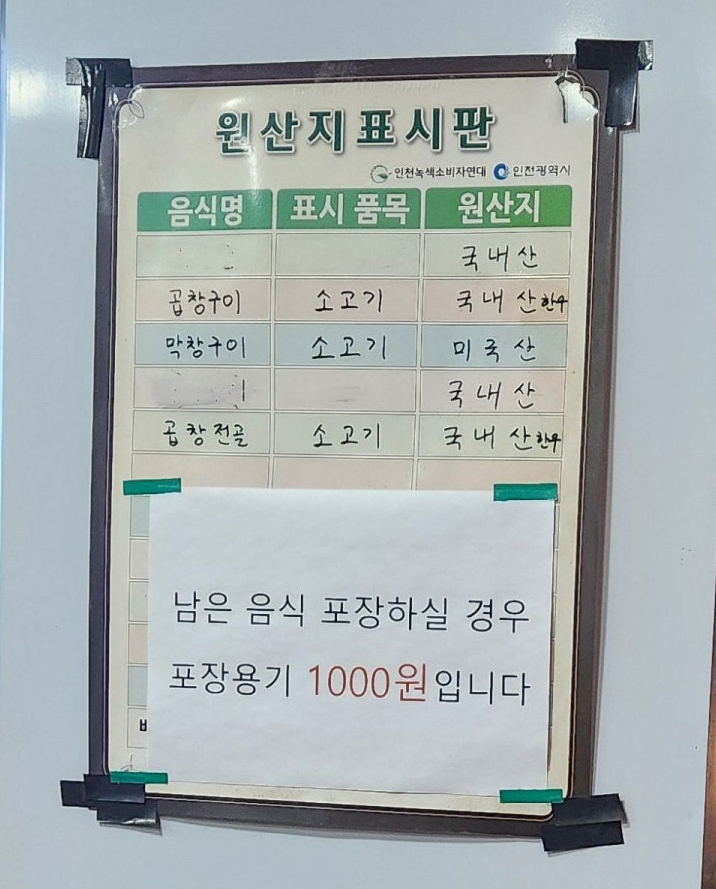 원산지표시판
인천녹색소비자연대 인천광역시
음식명 표시 품목 원산지
국내산
곱창구이 소고기 국내산한우
막창구이 소고기 미국산
국내산
곱창전골 소고기 국내산한우
남은 음식 포장하실 경우
포장용기 1000원입니다